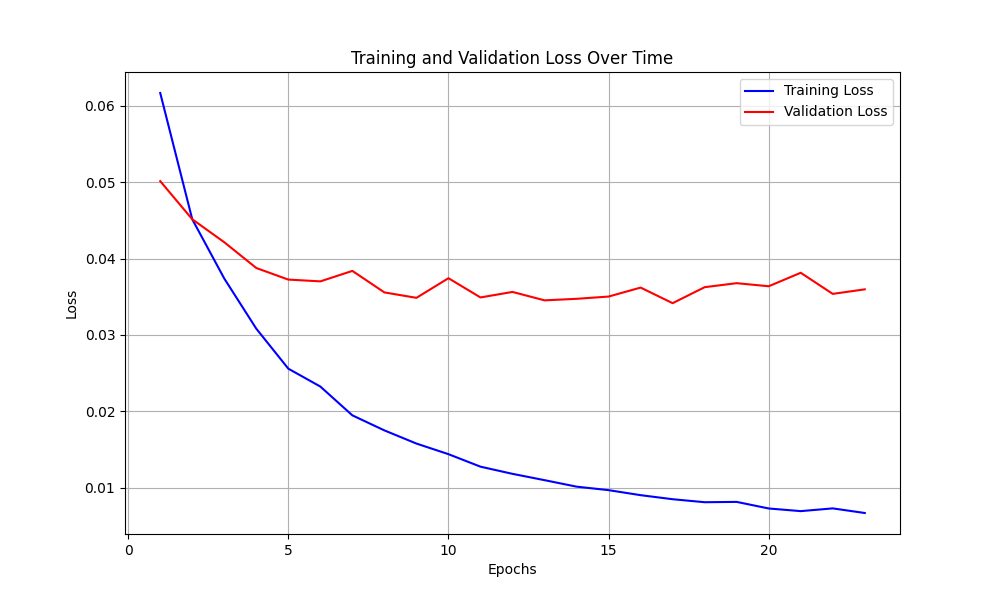 Training and Validation Loss Over Time
Training Loss
Validation Loss
0.06
0.05
0.04
0.03
0.02
0.01
Loss
0
5
10
15
20
Epochs